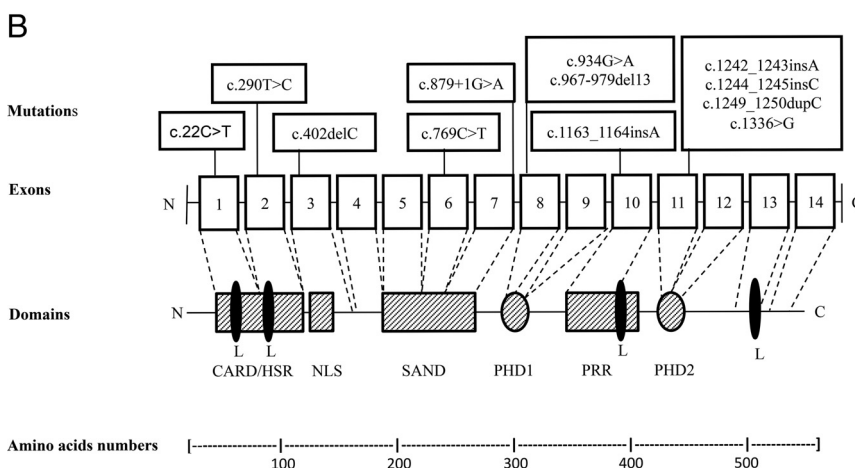 B
c.934G>A
c.967-979del13
c.1242_1243insA
c.1244_1245insC
c.1249_1250dupC
c.1336>G
c.290T>C
c.879+1G>A
Mutations
c.22C>T
c.402delC
c.769C>T
c.1163_1164insA
Exons
N 1 2 3 4 5 6 7 8 9 10 11 12 13 14 C
Domains
N C
L L L L
CARD/HSR NLS SAND PHD1 PRR PHD2
Amino acids numbers
100 200 300 400 500